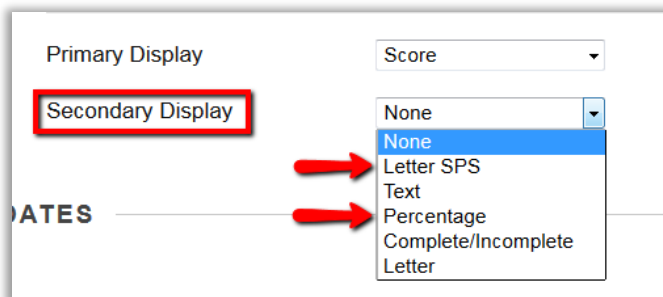 Primary Display Score
Secondary Display None
None
Letter SPS
Text
DATES
Percentage
Complete/Incomplete
Letter